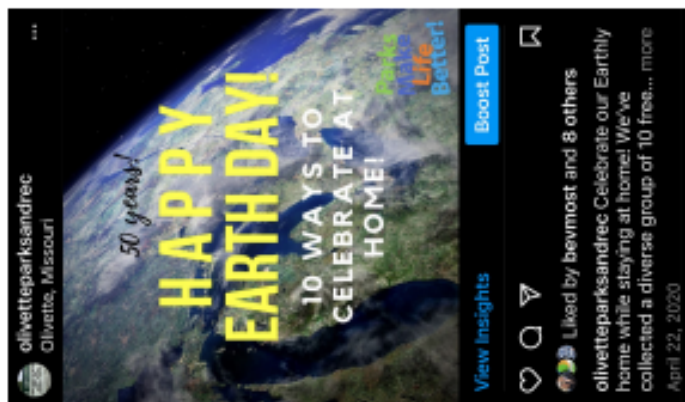 olivetteparksandrec
Olivette, Missouri
50 years!
HAPPY
EARTH DAY!
10 WAYS TO
CELEBRATE AT
HOME!
Parks
Life
Better!
View Insights
Boost Post
Liked by bevmost and 8 others
olivetteparksandrec Celebrate our Earthly
home while staying at home! We've
collected a diverse group of 10 free... more
April 22, 2020